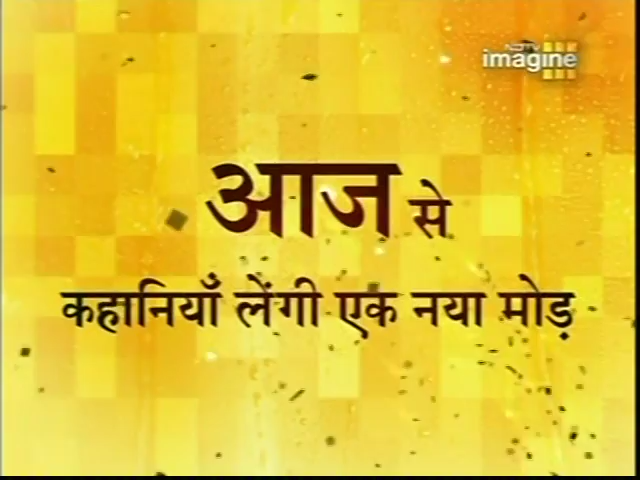 NDTV
imagine
आज से
कहानियाँ लेंगी एक नया मोड़